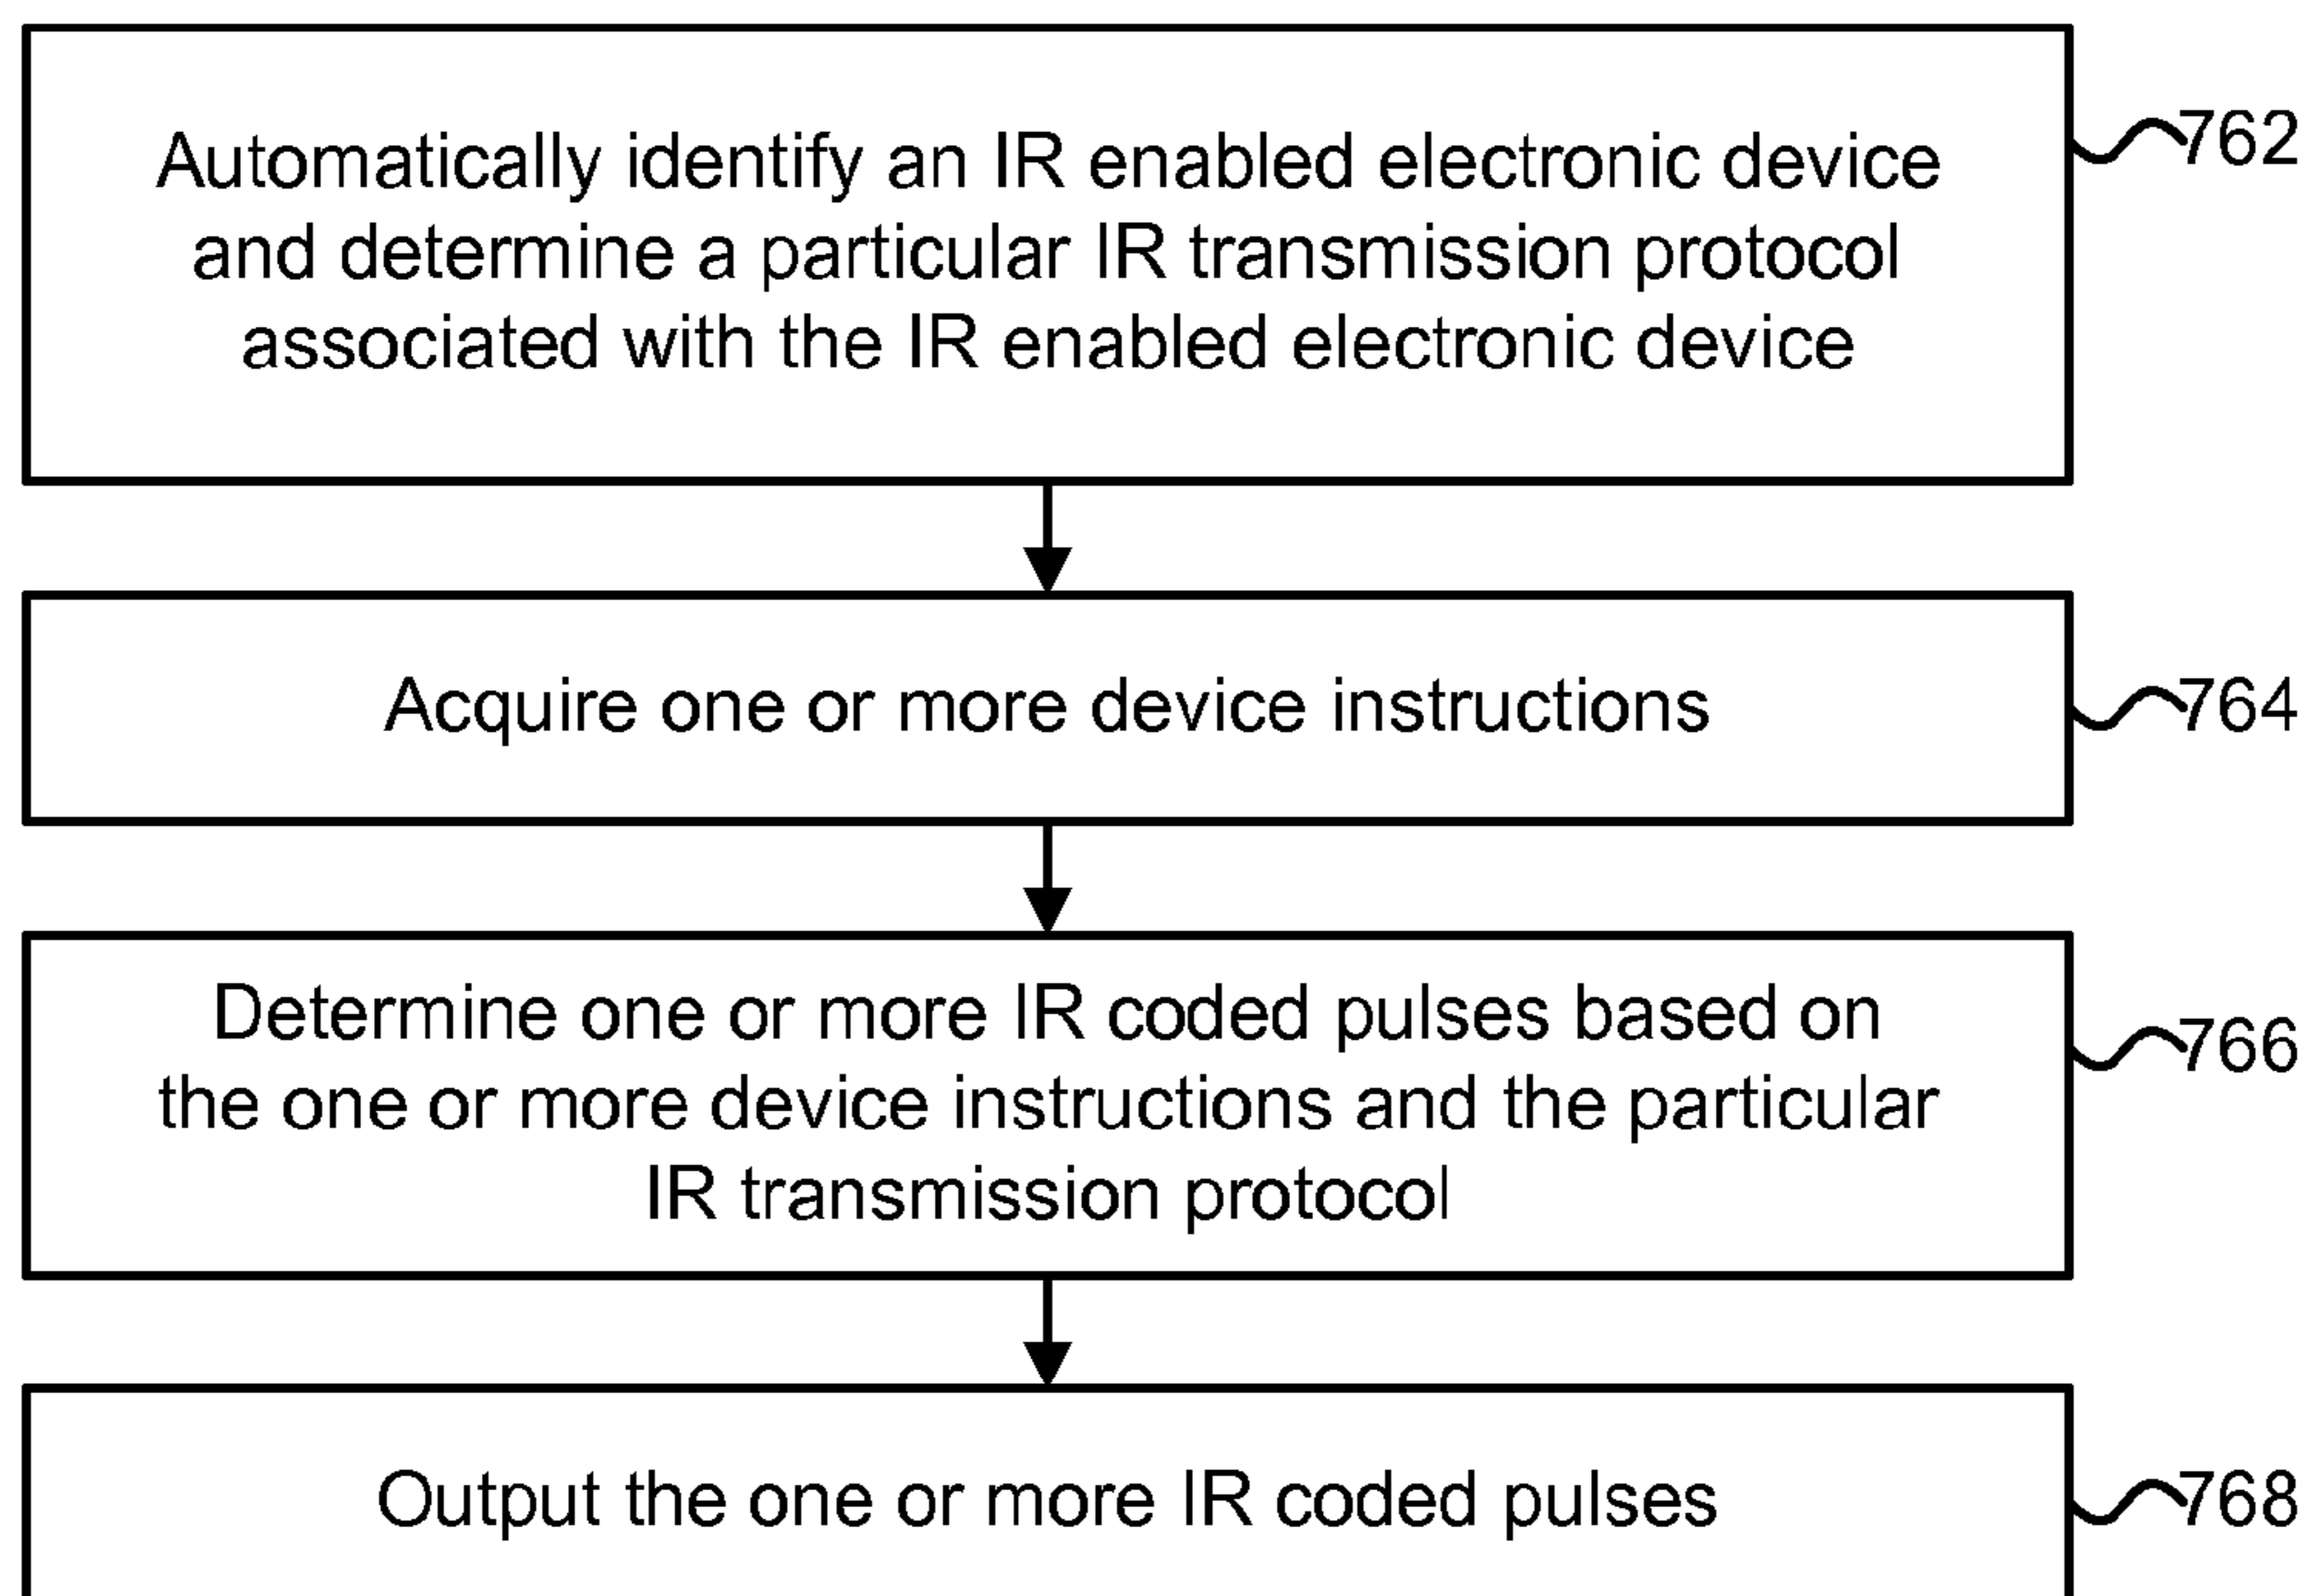 Automatically identify an IR enabled electronic device
and determine a particular IR transmission protocol
associated with the IR enabled electronic device
762
Acquire one or more device instructions
764
Determine one or more IR coded pulses based on
the one or more device instructions and the particular
IR transmission protocol
766
Output the one or more IR coded pulses
768